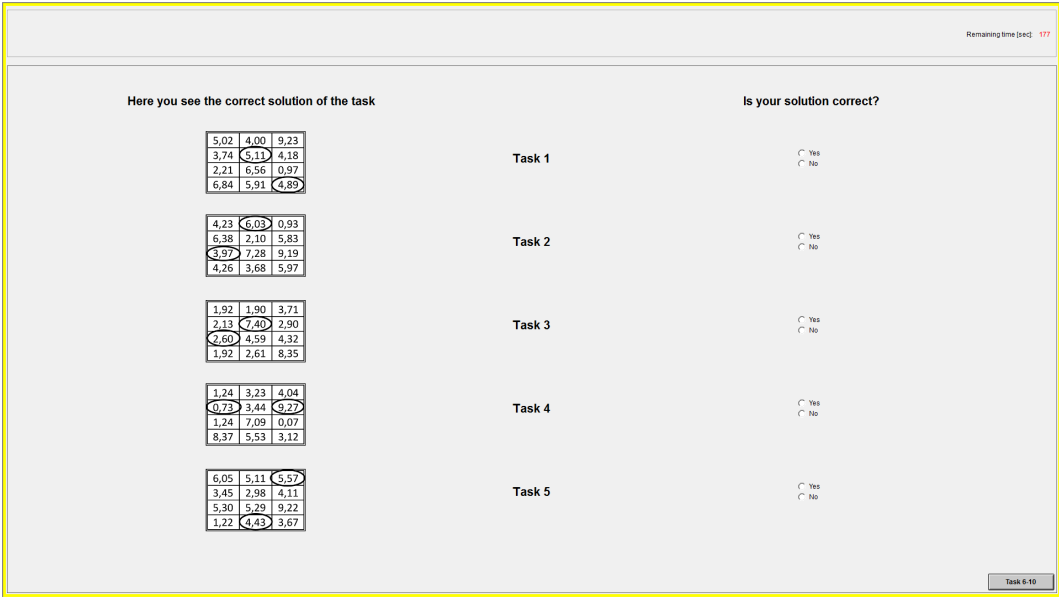 Remaining time [sec]: 177
Here you see the correct solution of the task
Is your solution correct?
5,02 4,00 9,23
3,74 5,11 4,18
2,21 6,56 0,97
6,84 5,91 4,89
Task 1
Yes
No
4,23 6,03 0,93
6,38 2,10 5,83
3,97 7,28 9,19
4,26 3,68 5,97
Task 2
Yes
No
1,92 1,90 3,71
2,13 7,40 2,90
2,60 4,59 4,32
1,92 2,61 8,35
Task 3
Yes
No
1,24 3,23 4,04
0,73 3,44 9,27
1,24 7,09 0,07
8,37 5,53 3,12
Task 4
Yes
No
6,05 5,11 5,57
3,45 2,98 4,11
5,30 5,29 9,22
1,22 4,43 3,67
Task 5
Yes
No
Task 6-10